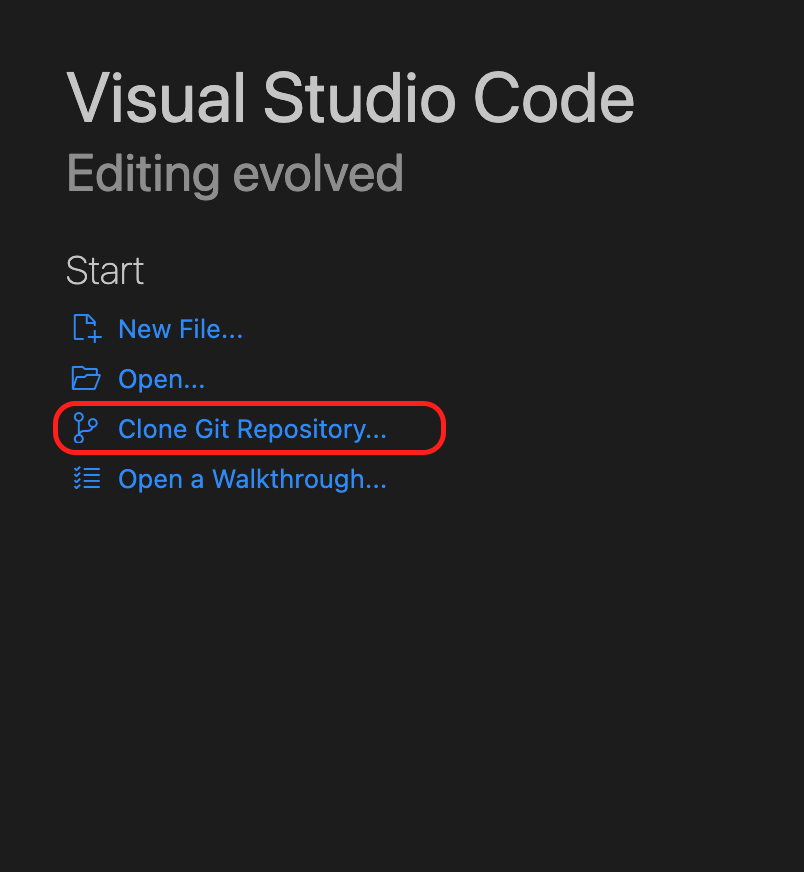 Visual Studio Code
Editing evolved
Start
New File...
Open...
Clone Git Repository...
Open a Walkthrough...